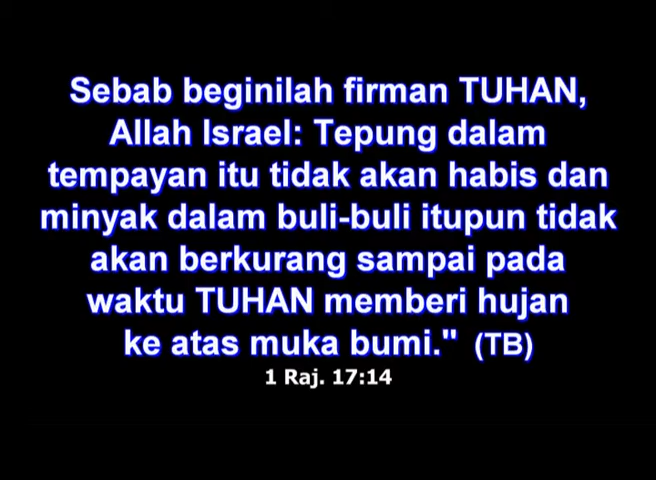 Sebab beginilah firman TUHAN,
Allah Israel: Tepung dalam
tempayan itu tidak akan habis dan
minyak dalam buli-buli itupun tidak
akan berkurang sampai pada
waktu TUHAN memberi hujan
ke atas muka bumi." (TB)
1 Raj. 17:14